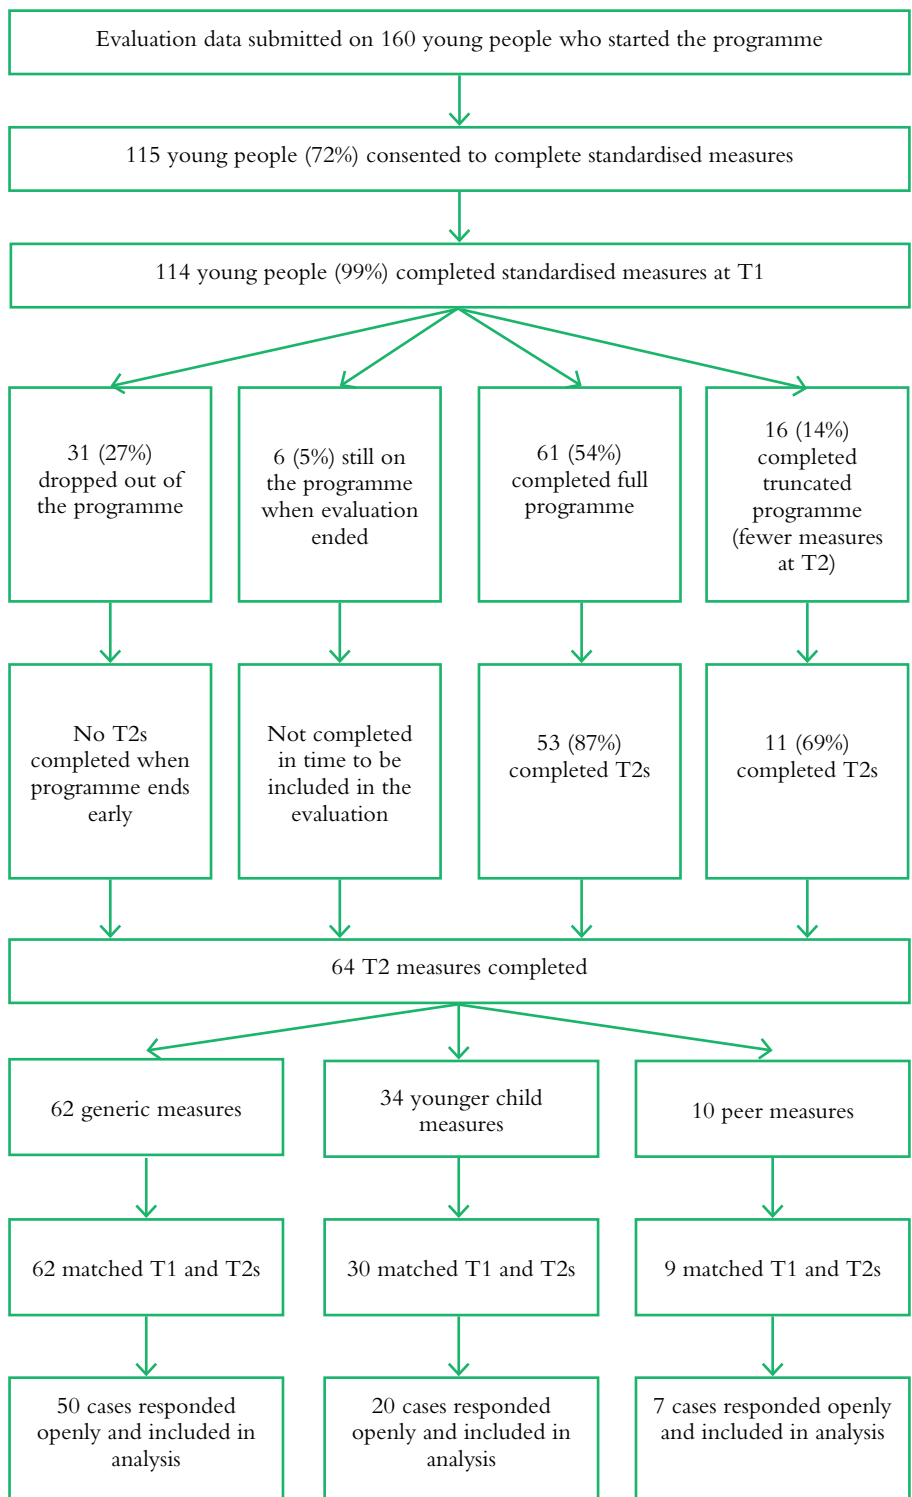 Evaluation data submitted on 160 young people who started the programme
115 young people (72%) consented to complete standardised measures
114 young people (99%) completed standardised measures at T1
31 (27%)
dropped out of
the programme
6 (5%) still on
the programme
when evaluation
ended
61 (54%)
completed full
programme
16 (14%)
completed
truncated
programme
(fewer measures
at T2)
No T2s
completed when
programme ends
early
Not completed
in time to be
included in the
evaluation
53 (87%)
completed T2s
11 (69%)
completed T2s
64 T2 measures completed
62 generic measures
34 younger child
measures
10 peer measures
62 matched T1 and T2s
30 matched T1 and T2s
9 matched T1 and T2s
50 cases responded
openly and included in
analysis
20 cases responded
openly and included in
analysis
7 cases responded openly
and included in analysis